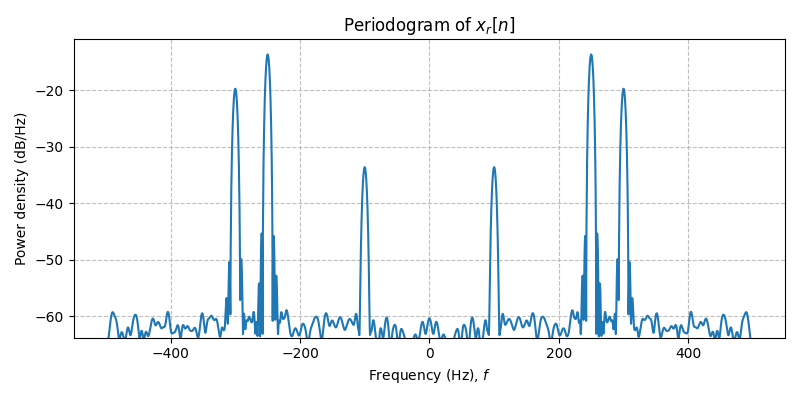 Periodogram of x_r[n]
Power density (dB/Hz)
−20
−30
−40
−50
−60
−400 −200 0 200 400
Frequency (Hz), f